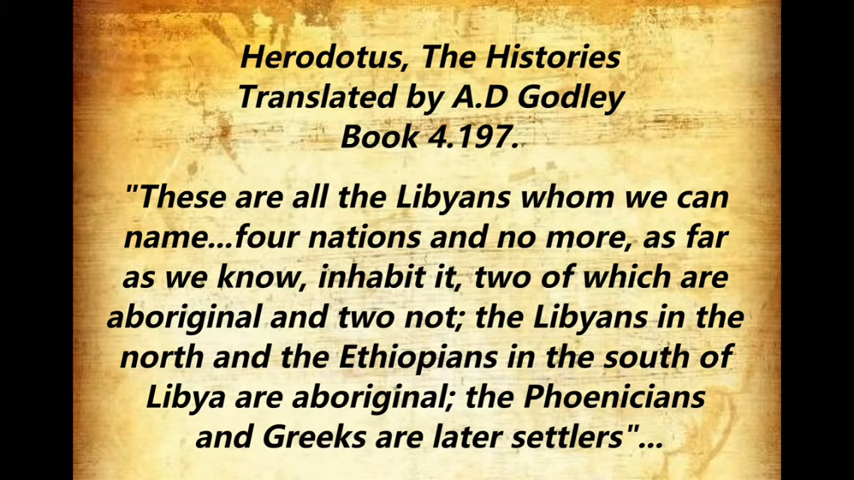 Herodotus, The Histories
Translated by A.D Godley
Book 4.197.
"These are all the Libyans whom we can
name...four nations and no more, as far
as we know, inhabit it, two of which are
aboriginal and two not; the Libyans in the
north and the Ethiopians in the south of
Libya are aboriginal; the Phoenicians
and Greeks are later settlers"...